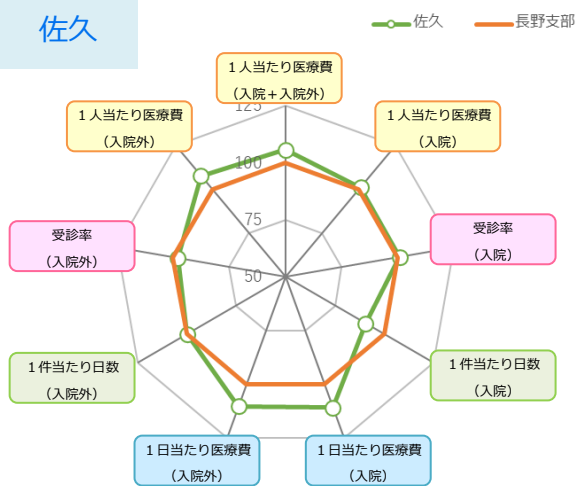 佐久
佐久
長野支部
１人当たり医療費
（入院＋入院外）
125
１人当たり医療費
（入院外）
１人当たり医療費
（入院）
100
受診率
（入院外）
75
受診率
（入院）
50
１件当たり日数
（入院外）
１件当たり日数
（入院）
１日当たり医療費
（入院外）
１日当たり医療費
（入院）